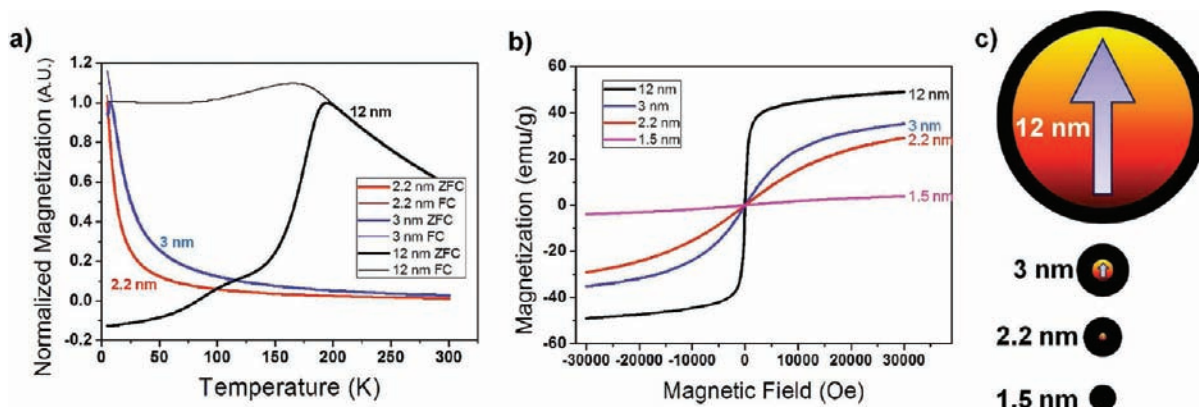 a)
Normalized Magnetization (A.U.)
1.2
1.0
0.8
0.6
0.4
0.2
0.0
-0.2
0 50 100 150 200 250 300
Temperature (K)
12 nm
3 nm
2.2 nm
2.2 nm ZFC
2.2 nm FC
3 nm ZFC
3 nm FC
12 nm ZFC
12 nm FC
b)
Magnetization (emu/g)
60
40
20
0
-20
-40
-60
-30000 -20000 -10000 0 10000 20000 30000
Magnetic Field (Oe)
12 nm
3 nm
2.2 nm
1.5 nm
12 nm
3 nm
2.2 nm
1.5 nm
c)
12 nm
3 nm
2.2 nm
1.5 nm